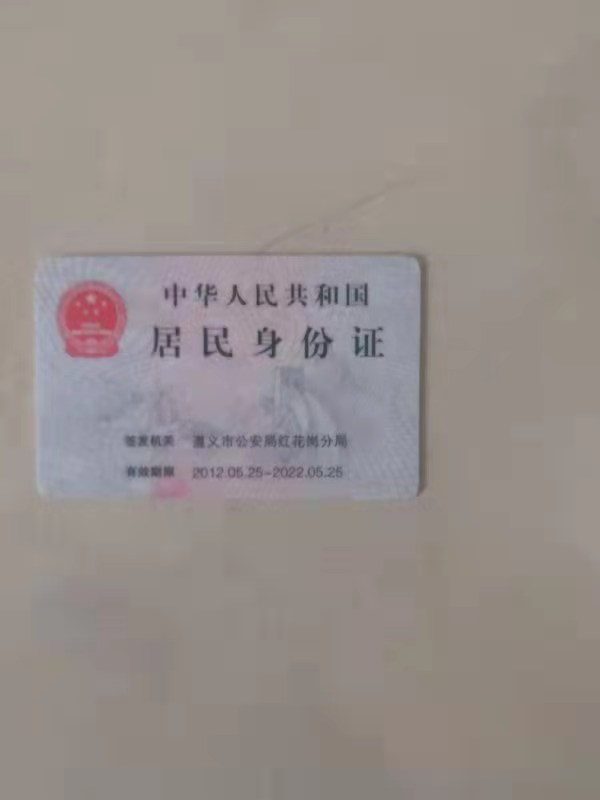 中华人民共和国
居民身份证
签发机关 遵义市公安局红花岗分局
有效期限 2012.05.25-2022.05.25